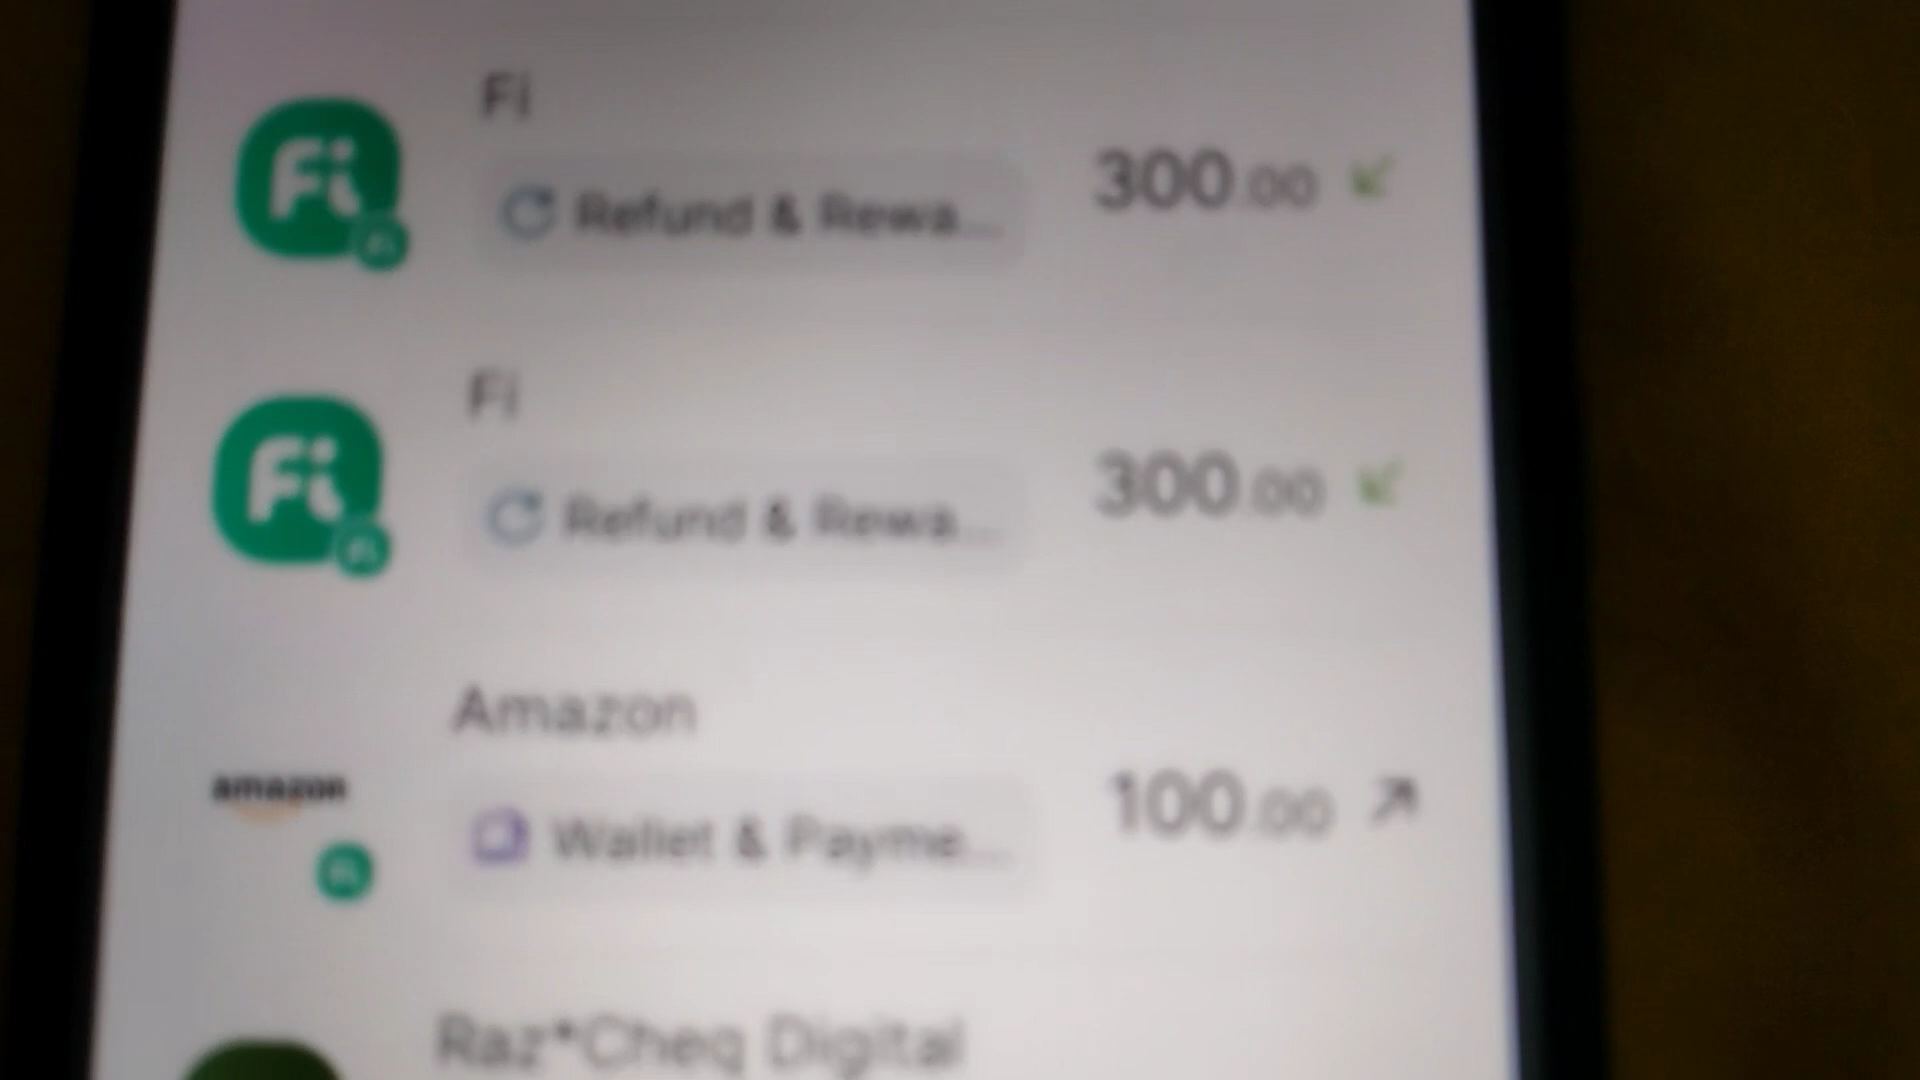 Fi
Fi
Refund & Rewa...
300.00
Fi
Fi
Refund & Rewa...
300.00
Amazon
amazon
Wallet & Payme...
100.00
Raz*Cheq Digital